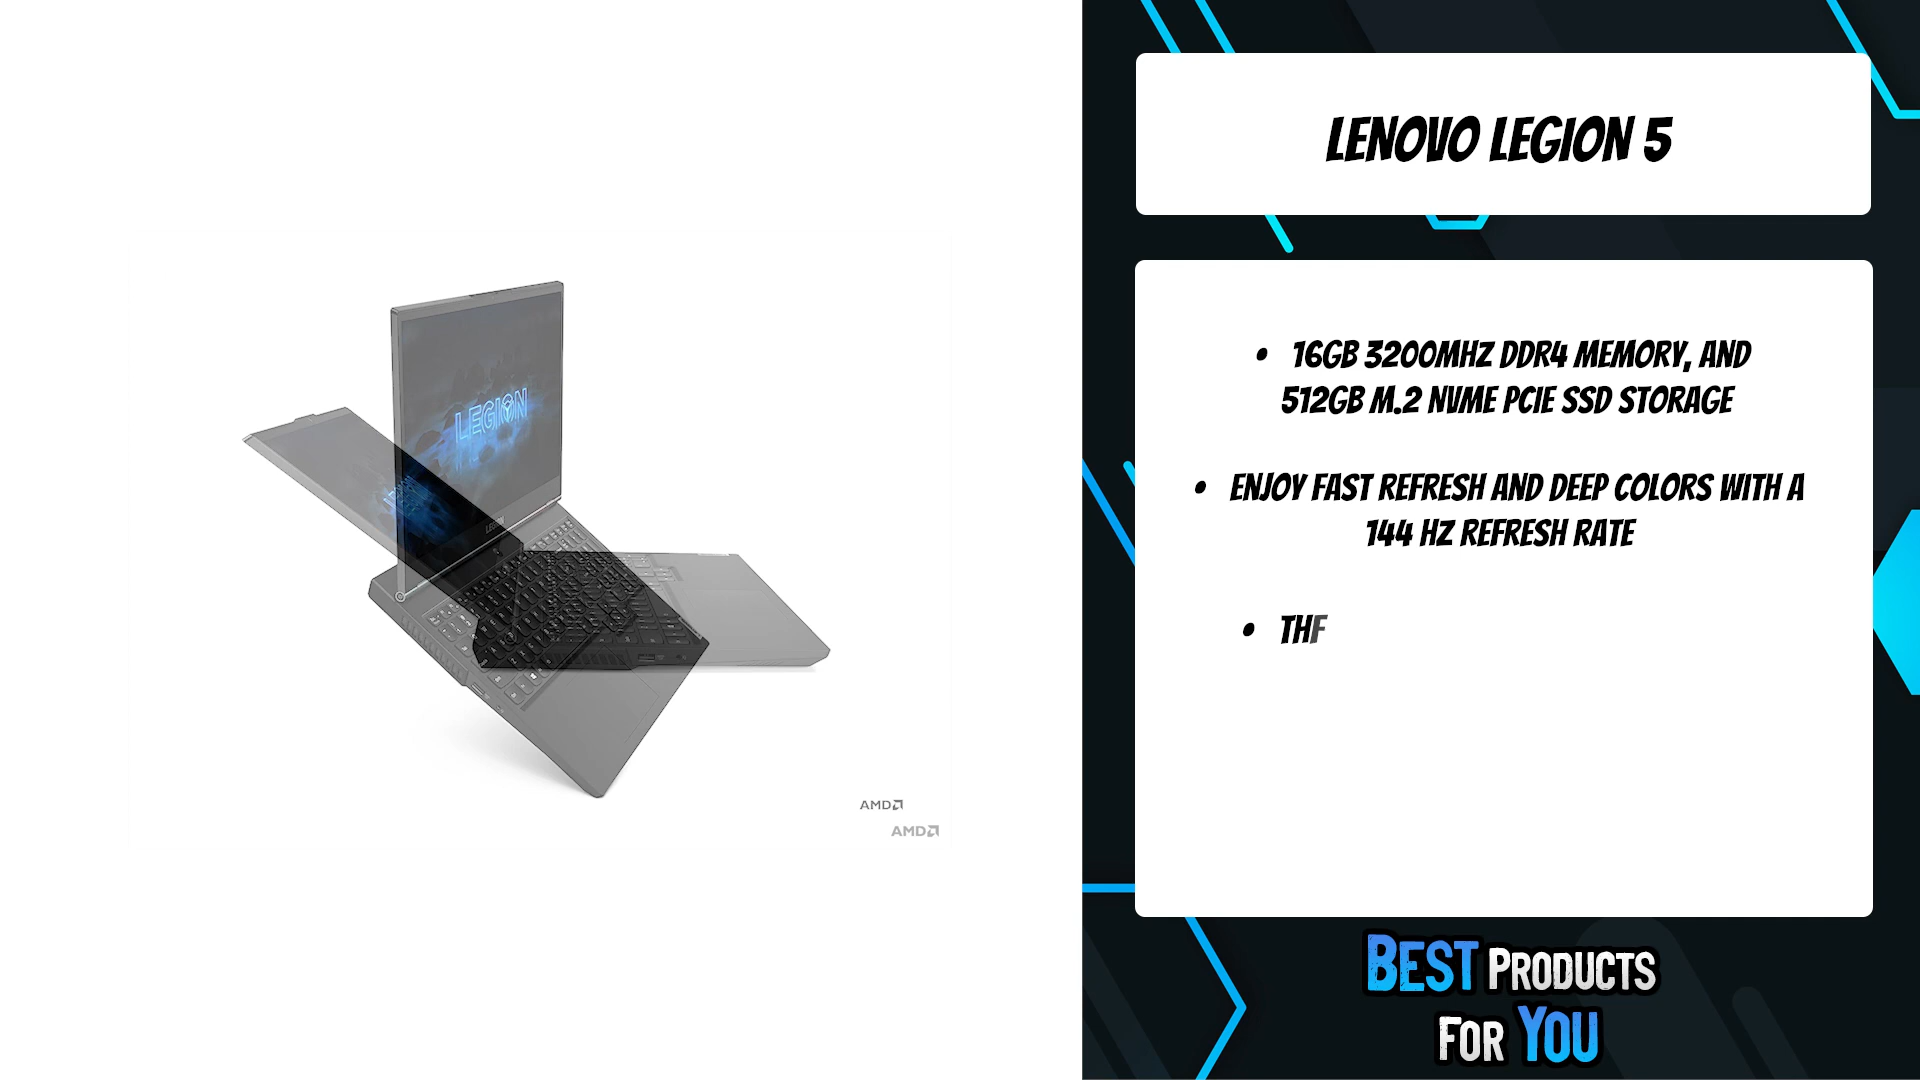 LENOVO LEGION 5
• 16GB 3200MHZ DDR4 MEMORY, AND
512GB M.2 NVME PCIE SSD STORAGE
• ENJOY FAST REFRESH AND DEEP COLORS WITH A
144 HZ REFRESH RATE
• THF
LEGION
AMD
AMD
BEST PRODUCTS
FOR YOU